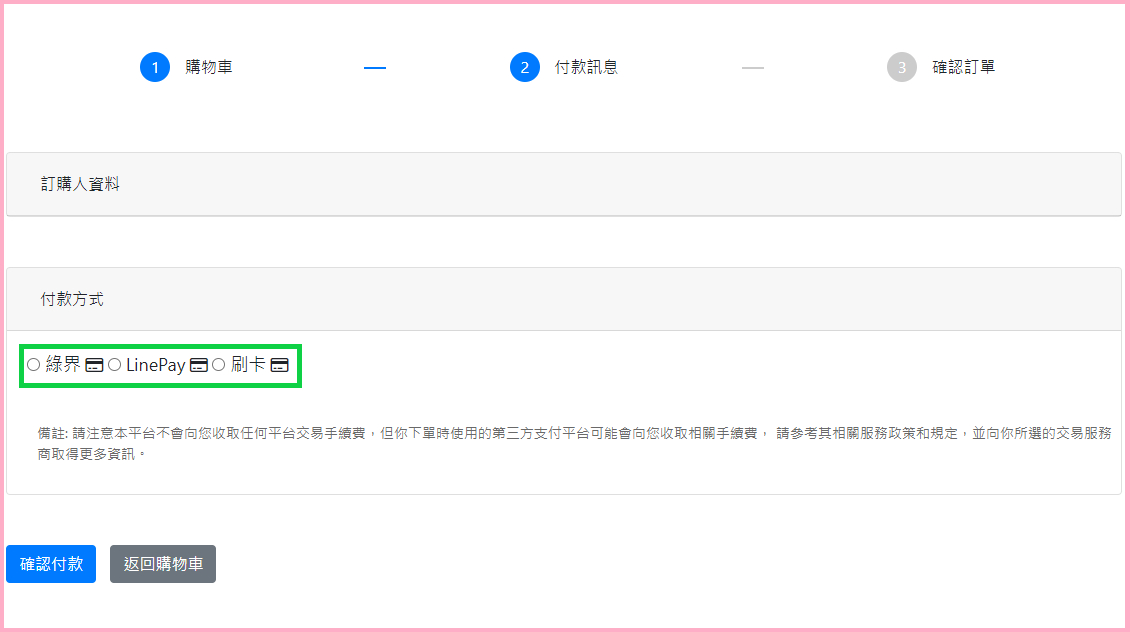 1 購物車 2 付款訊息 3 確認訂單
訂購人資料
付款方式
綠界 LinePay 刷卡
備註: 請注意本平台不會向您收取任何平台交易手續費，但你下單時使用的第三方支付平台可能會向您收取相關手續費， 請參考其相關服務政策和規定，並向你所選的交易服務
商取得更多資訊。
確認付款 返回購物車